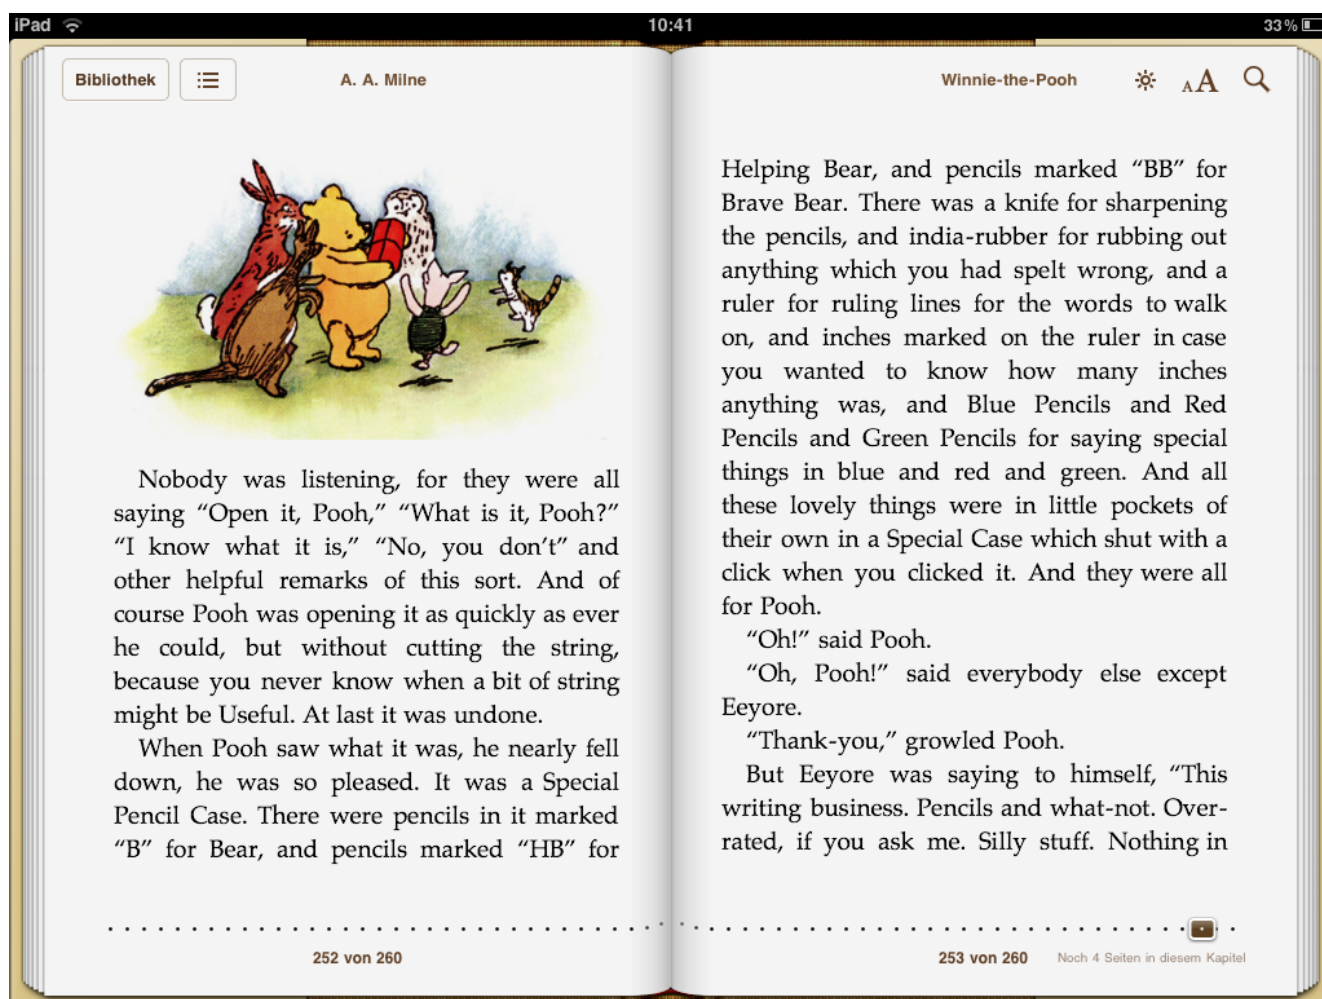 iPad
10:41
33%
Bibliothek
A. A. Milne
Winnie-the-Pooh
AA
Nobody was listening, for they were all
saying “Open it, Pooh,” “What is it, Pooh?”
“I know what it is,” “No, you don’t” and
other helpful remarks of this sort. And of
course Pooh was opening it as quickly as ever
he could, but without cutting the string,
because you never know when a bit of string
might be Useful. At last it was undone.
When Pooh saw what it was, he nearly fell
down, he was so pleased. It was a Special
Pencil Case. There were pencils in it marked
“B” for Bear, and pencils marked “HB” for
252 von 260
Helping Bear, and pencils marked “BB” for
Brave Bear. There was a knife for sharpening
the pencils, and india-rubber for rubbing out
anything which you had spelt wrong, and a
ruler for ruling lines for the words to walk
on, and inches marked on the ruler in case
you wanted to know how many inches
anything was, and Blue Pencils and Red
Pencils and Green Pencils for saying special
things in blue and red and green. And all
these lovely things were in little pockets of
their own in a Special Case which shut with a
click when you clicked it. And they were all
for Pooh.
“Oh!” said Pooh.
“Oh, Pooh!” said everybody else except
Eeyore.
“Thank-you,” growled Pooh.
But Eeyore was saying to himself, “This
writing business. Pencils and what-not. Over-
rated, if you ask me. Silly stuff. Nothing in
253 von 260
Noch 4 Seiten in diesem Kapitel